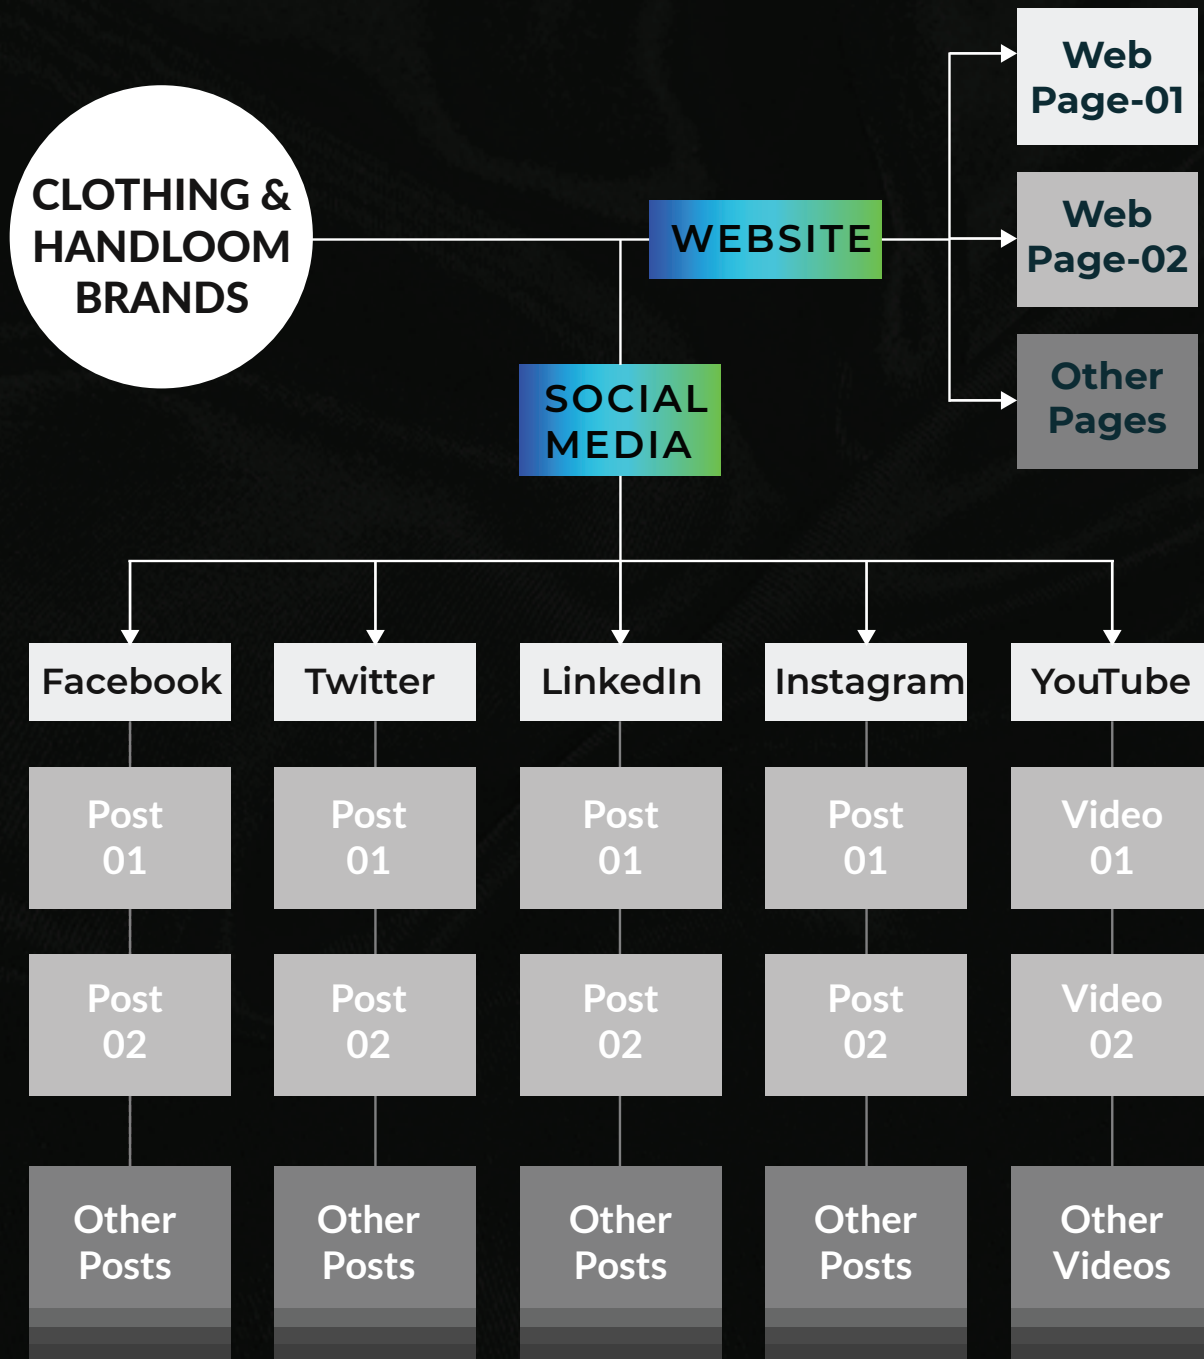 CLOTHING &
HANDLOOM
BRANDS
WEBSITE
Web
Page-01
Web
Page-02
Other
Pages
SOCIAL
MEDIA
Facebook
Post
01
Post
02
Other
Posts
Twitter
Post
01
Post
02
Other
Posts
LinkedIn
Post
01
Post
02
Other
Posts
Instagram
Post
01
Post
02
Other
Posts
YouTube
Video
01
Video
02
Other
Videos